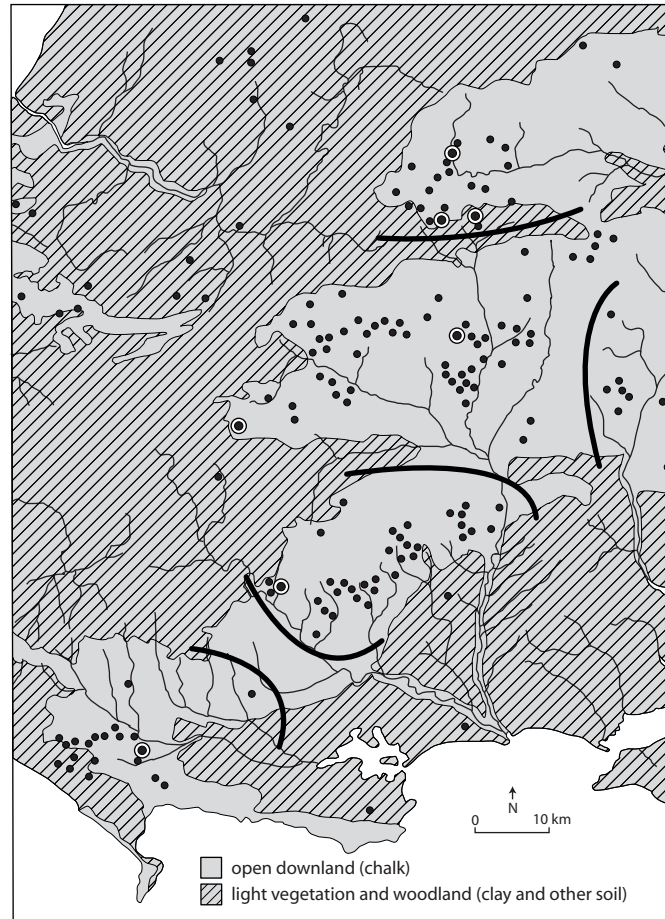 N
0 10 km
open downland (chalk)
light vegetation and woodland (clay and other soil)